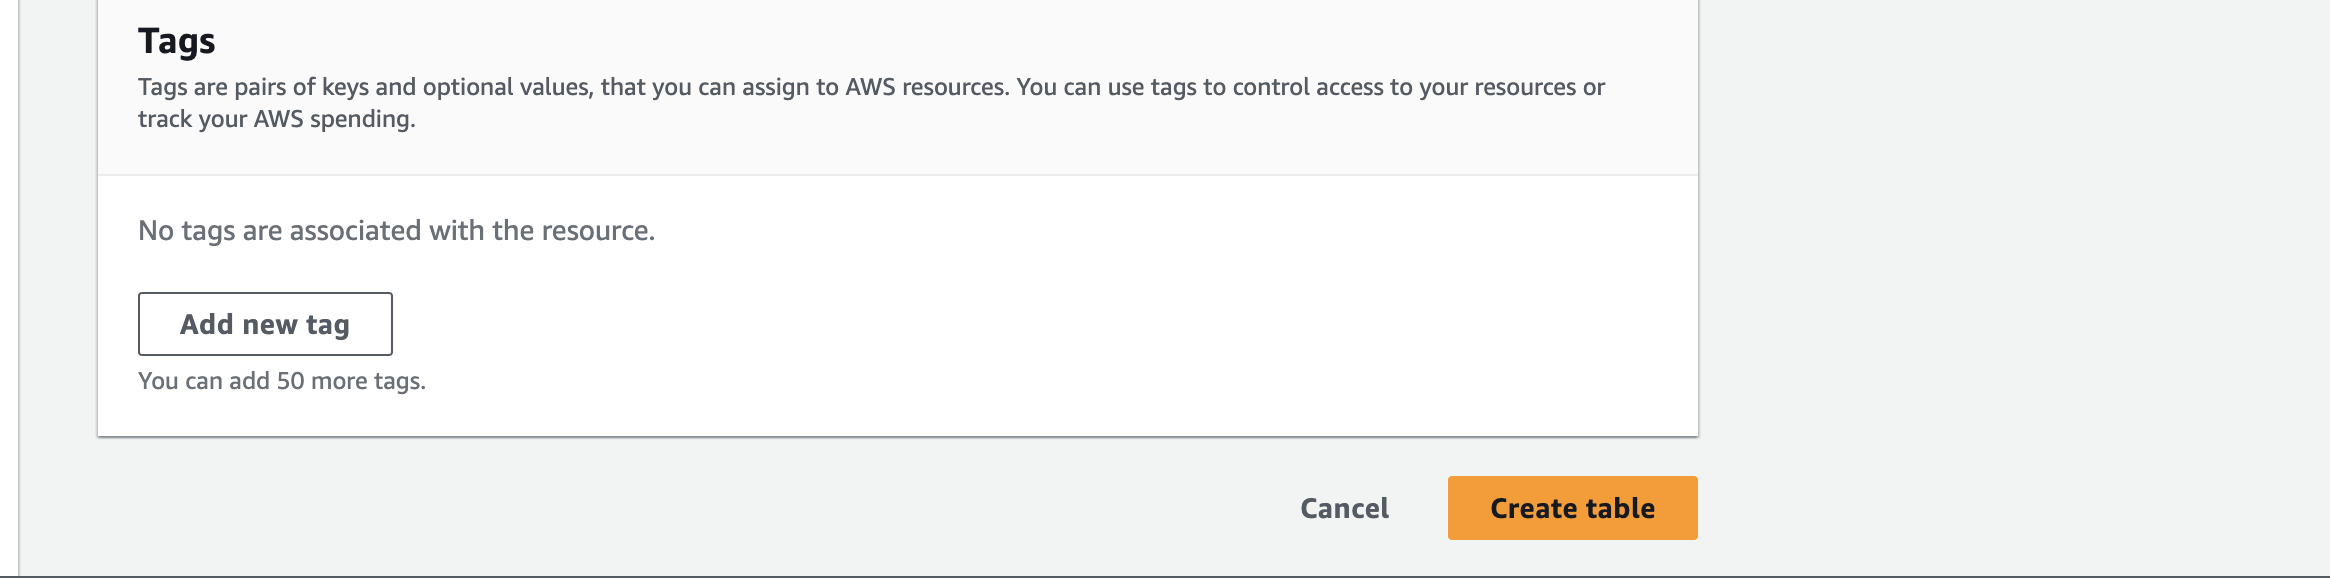 Tags
Tags are pairs of keys and optional values, that you can assign to AWS resources. You can use tags to control access to your resources or
track your AWS spending.
No tags are associated with the resource.
Add new tag
You can add 50 more tags.
Cancel
Create table